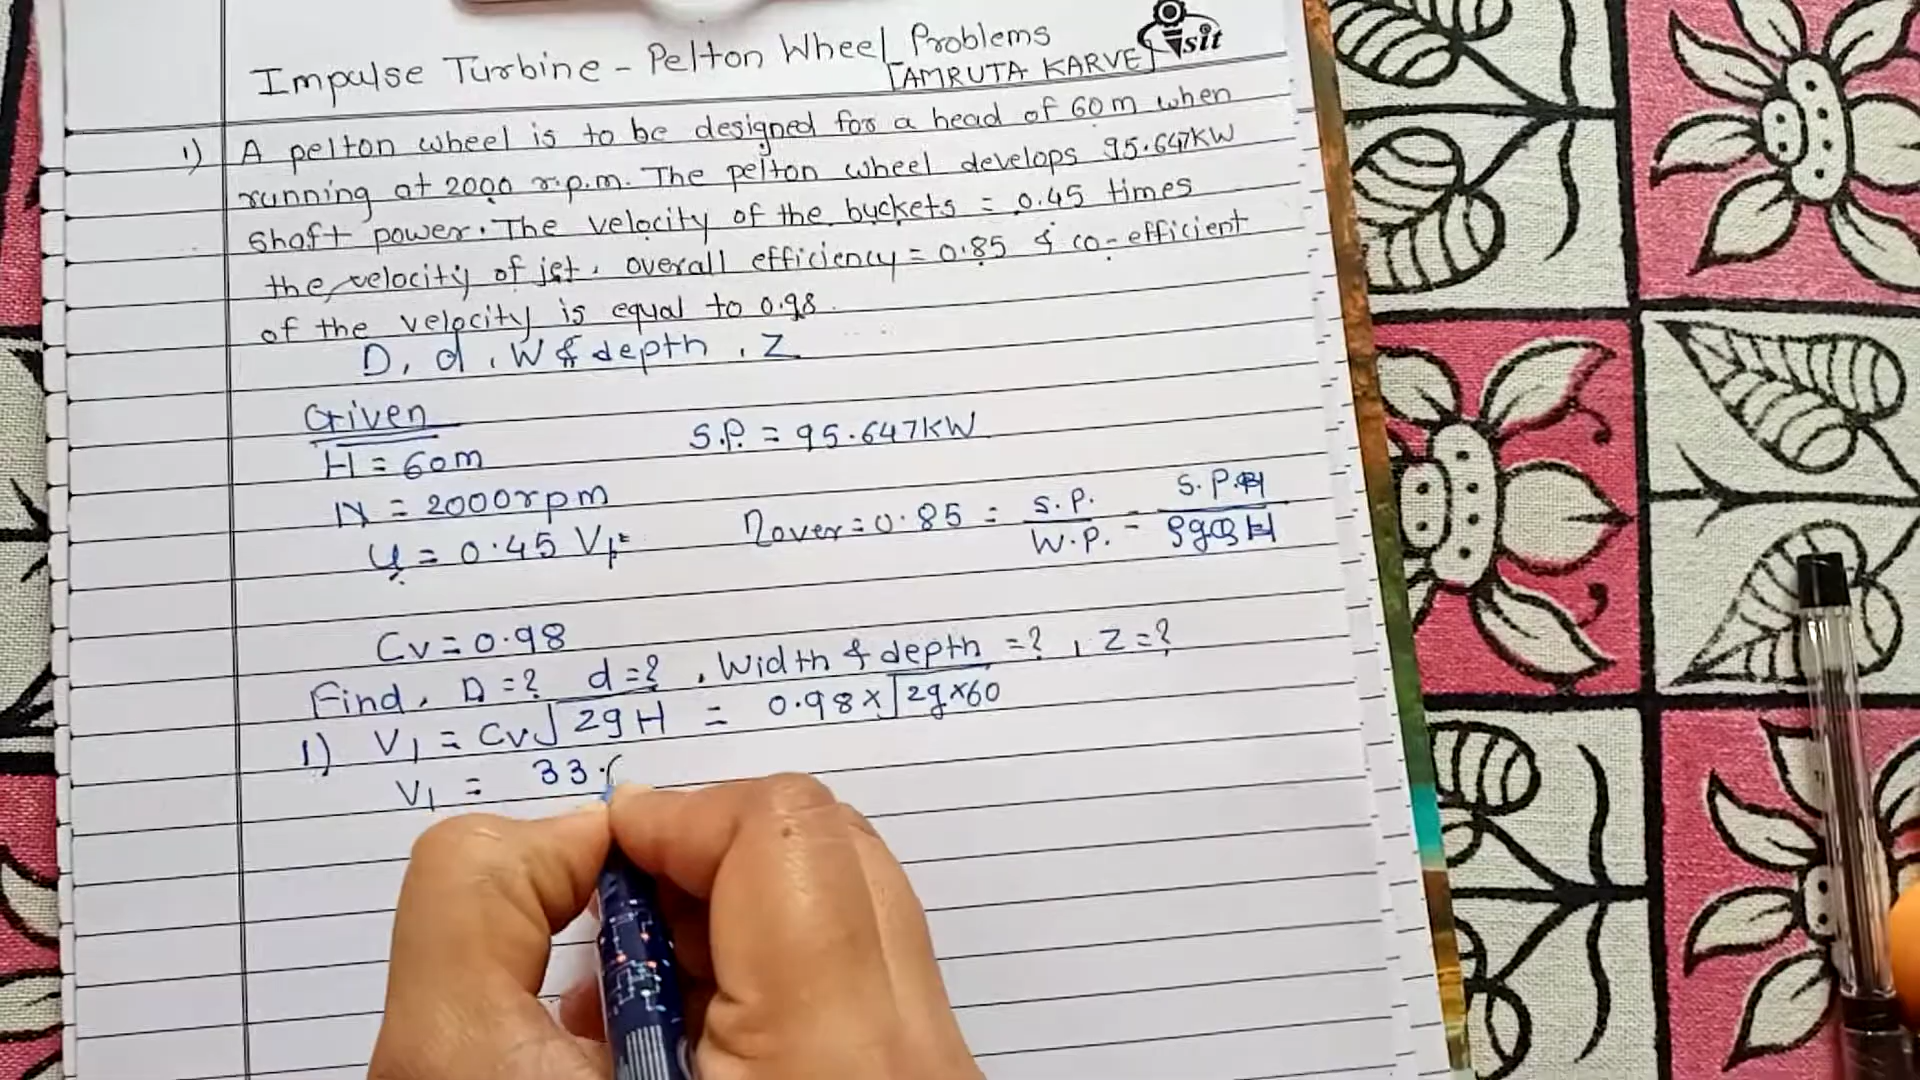 Impulse Turbine - Pelton Wheel Problems
[AMRUTA KARVE]
isit
1) A pelton wheel is to be designed for a head of 60m when
running at 2000 r.p.m. The pelton wheel develops 95.647KW
shaft power. The velocity of the buckets = 0.45 times
the velocity of jet, overall efficiency = 0.85 & co-efficient
of the velocity is equal to 0.98.
D, d, W & depth, Z
Given
H = 60m
S.P. = 95.647KW
N = 2000rpm
u = 0.45 V1
ηover = 0.85 = S.P. / W.P. = S.P. / ρgQH
Cv = 0.98
Find, D = ? d = ?, Width & depth = ?, Z = ?
1) V1 = Cv√2gH = 0.98×√2g×60
V1 = 33.